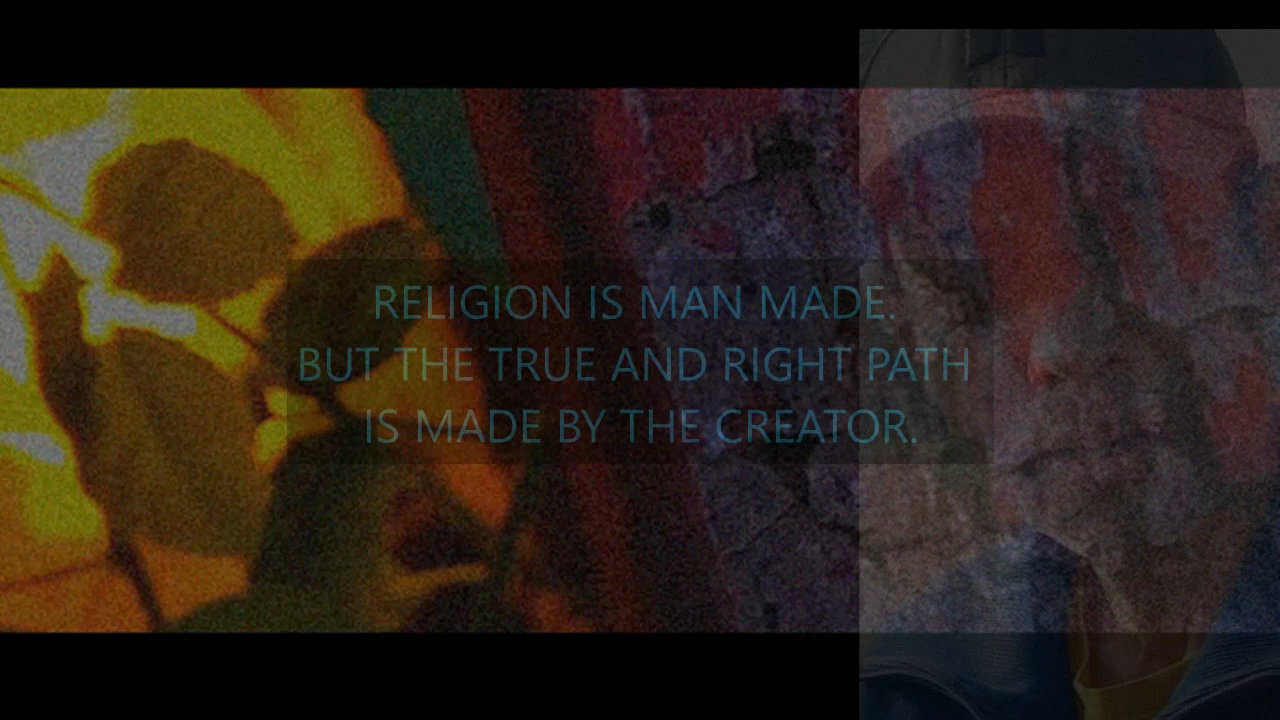 RELIGION IS MAN MADE.
BUT THE TRUE AND RIGHT PATH
IS MADE BY THE CREATOR.